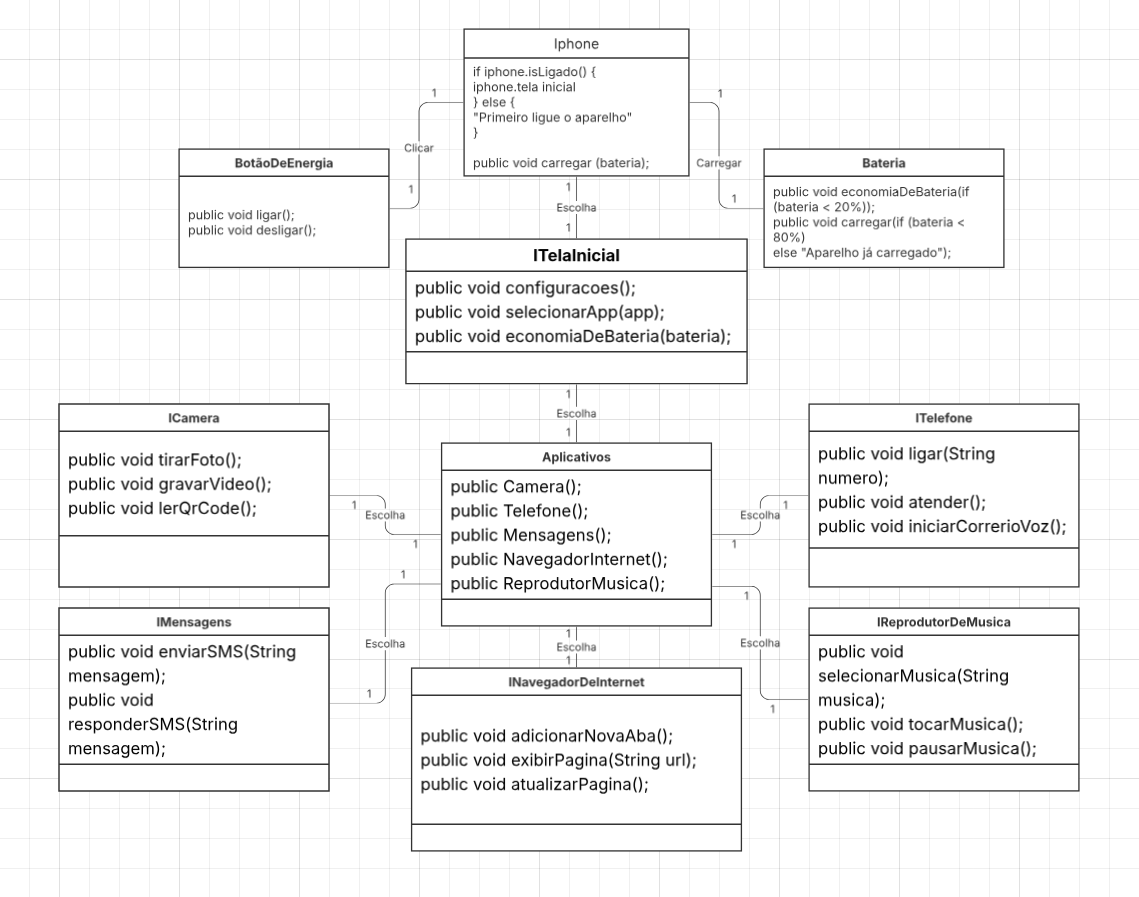 Iphone
if iphone.isLigado() {
iphone.tela inicial
} else {
"Primeiro ligue o aparelho"
}
public void carregar (bateria);
1
Clicar
1
1
Carregar
1
BotãoDeEnergia
public void ligar();
public void desligar();
Bateria
public void economiaDeBateria(if
(bateria < 20%));
public void carregar(if (bateria <
80%)
else "Aparelho já carregado");
1
Escolha
1
ITelaInicial
public void configuracoes();
public void selecionarApp(app);
public void economiaDeBateria(bateria);
1
Escolha
1
ICamera
public void tirarFoto();
public void gravarVideo();
public void lerQrCode();
1
Escolha
1
Aplicativos
public Camera();
public Telefone();
public Mensagens();
public NavegadorInternet();
public ReprodutorMusica();
ITelefone
public void ligar(String
numero);
public void atender();
public void iniciarCorrerioVoz();
1
Escolha
1
IMensagens
public void enviarSMS(String
mensagem);
public void
responderSMS(String
mensagem);
1
Escolha
1
1
Escolha
1
INavegadorDeInternet
public void adicionarNovaAba();
public void exibirPagina(String url);
public void atualizarPagina();
1
Escolha
1
IReprodutorDeMusica
public void
selecionarMusica(String
musica);
public void tocarMusica();
public void pausarMusica();